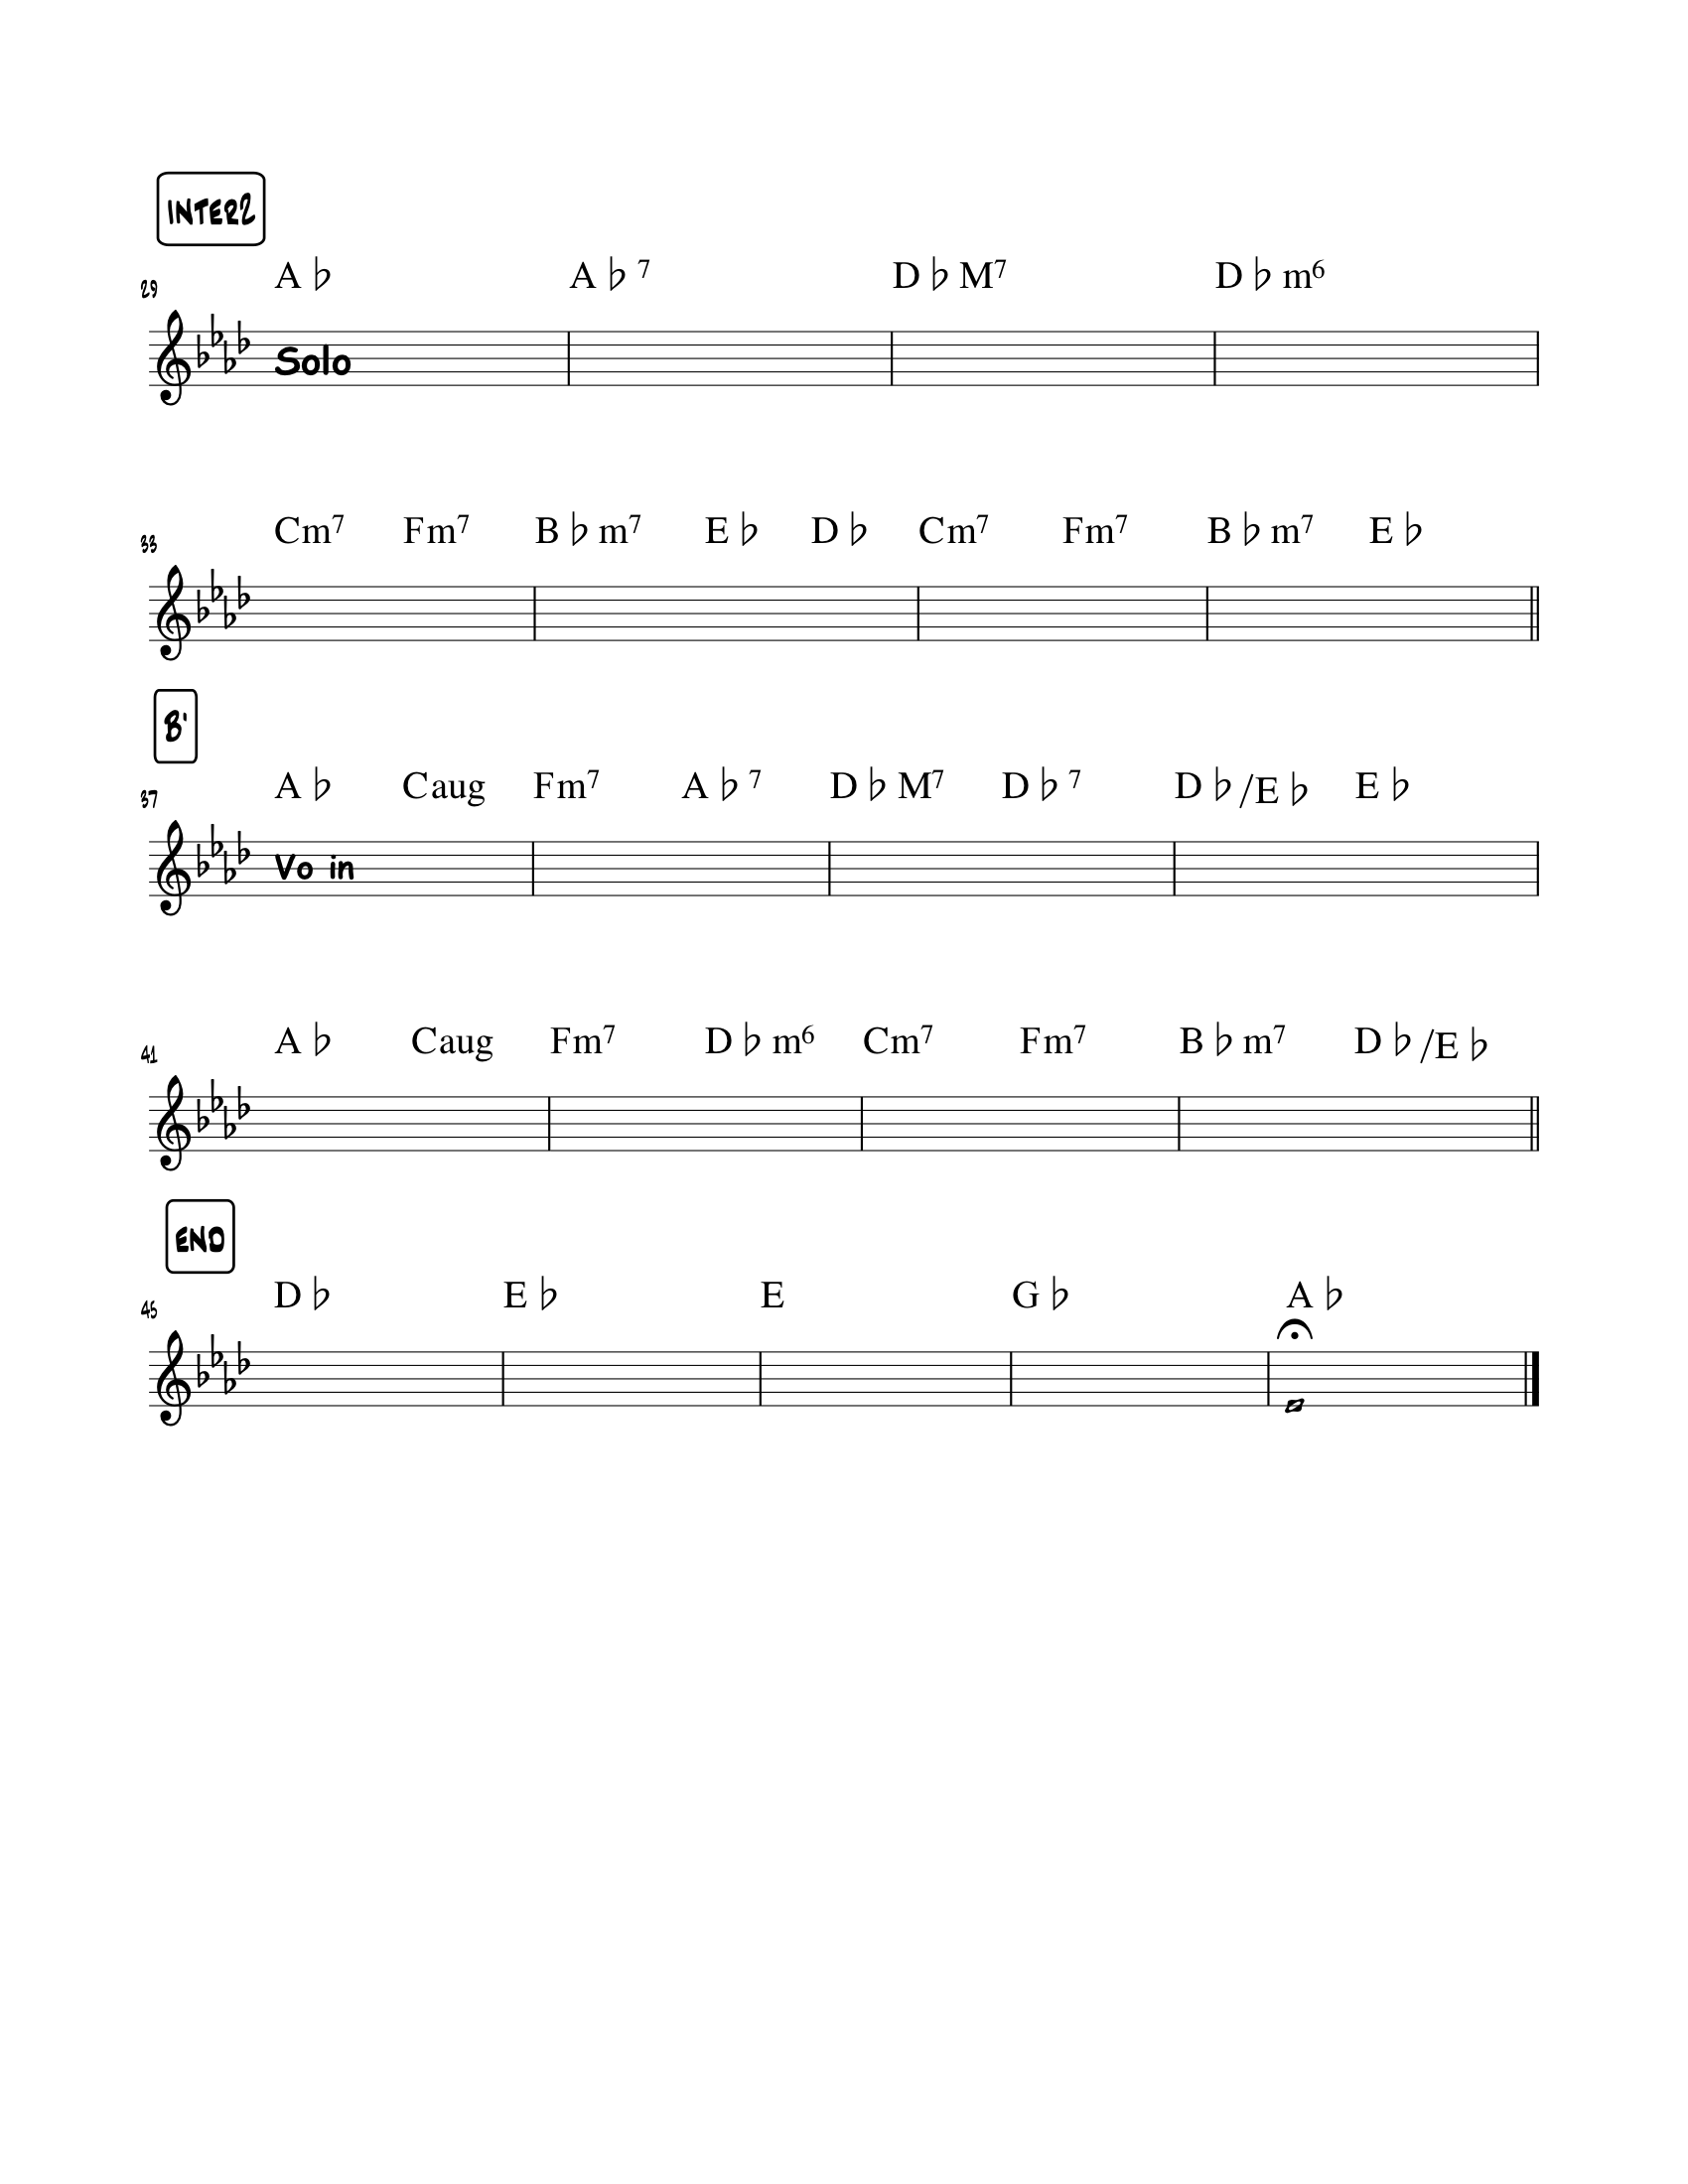 INTER2
29 A♭ A♭7 D♭M7 D♭m6
Solo
33 Cm7 Fm7 B♭m7 E♭ D♭ Cm7 Fm7 B♭m7 E♭
B'
37 A♭ Caug Fm7 A♭7 D♭M7 D♭7 D♭/E♭ E♭
Vo in
41 A♭ Caug Fm7 D♭m6 Cm7 Fm7 B♭m7 D♭/E♭
END
45 D♭ E♭ E G♭ A♭